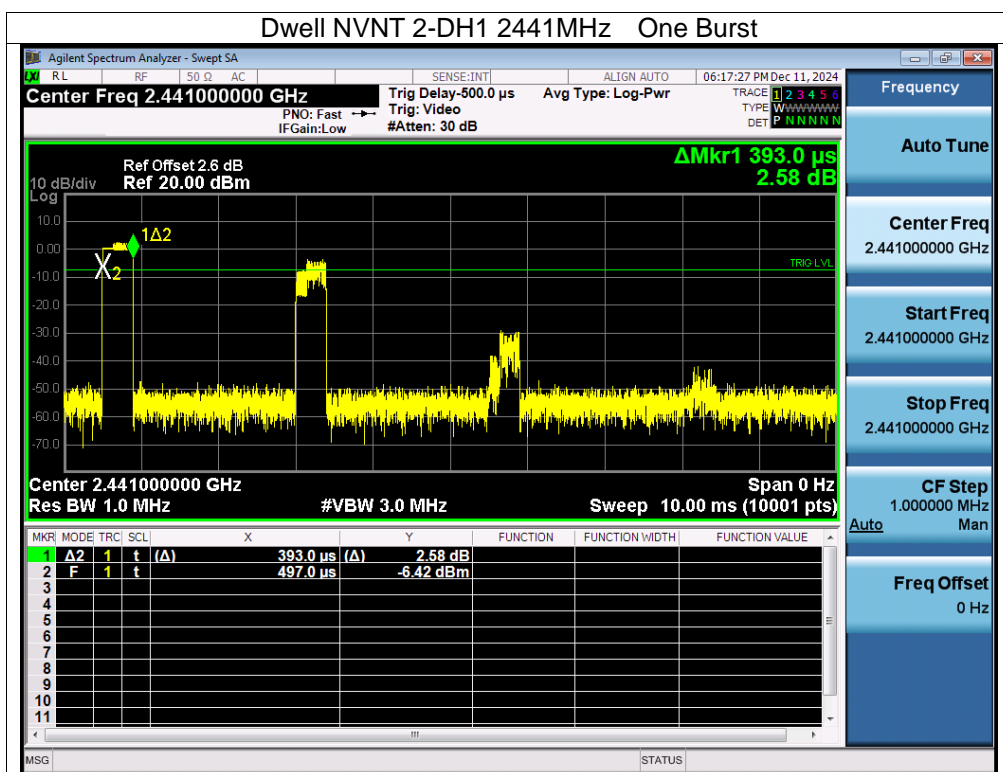 Dwell NVNT 2-DH1 2441MHz One Burst
Agilent Spectrum Analyzer - Swept SA
LXI RL RF 50 Ω AC SENSE:INT ALIGN AUTO 06:17:27 PM Dec 11, 2024
Center Freq 2.441000000 GHz
PNO: Fast
IFGain:Low
Trig Delay-500.0 µs
Trig: Video
#Atten: 30 dB
Avg Type: Log-Pwr
TRACE 1 2 3 4 5 6
TYPE WWWWWW
DET P N N N N N
Frequency
Auto Tune
Center Freq
2.441000000 GHz
Start Freq
2.441000000 GHz
Stop Freq
2.441000000 GHz
CF Step
1.000000 MHz
Auto Man
Freq Offset
0 Hz
ΔMkr1 393.0 µs
2.58 dB
Ref Offset 2.6 dB
10 dB/div Ref 20.00 dBm
Log
10.0
0.00
-10.0
-20.0
-30.0
-40.0
-50.0
-60.0
-70.0
1Δ2
X2
TRIG LVL
Center 2.441000000 GHz Span 0 Hz
Res BW 1.0 MHz #VBW 3.0 MHz Sweep 10.00 ms (10001 pts)
MKR MODE TRC SCL X Y FUNCTION FUNCTION WIDTH FUNCTION VALUE
1 Δ2 1 t (Δ) 393.0 µs (Δ) 2.58 dB
2 F 1 t 497.0 µs -6.42 dBm
3
4
5
6
7
8
9
10
11
MSG STATUS